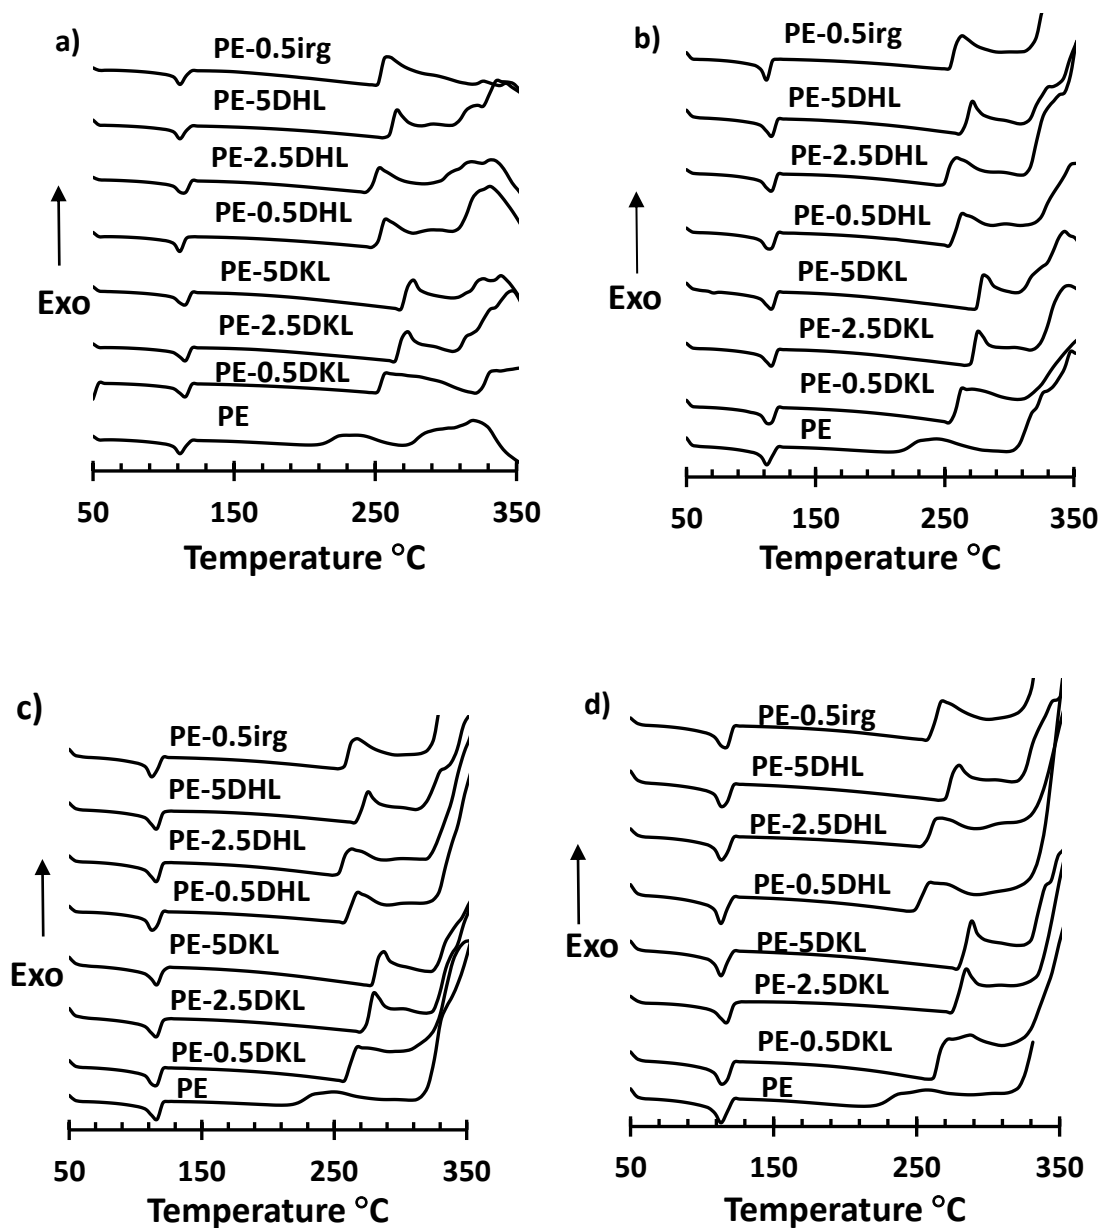 a)
PE-0.5irg
PE-5DHL
PE-2.5DHL
PE-0.5DHL
PE-5DKL
Exo
PE-2.5DKL
PE-0.5DKL
PE
50 150 250 350
Temperature °C
b)
PE-0.5irg
PE-5DHL
PE-2.5DHL
PE-0.5DHL
PE-5DKL
Exo
PE-2.5DKL
PE-0.5DKL
PE
50 150 250 350
Temperature °C
c)
PE-0.5irg
PE-5DHL
PE-2.5DHL
PE-0.5DHL
PE-5DKL
Exo
PE-2.5DKL
PE-0.5DKL
PE
50 150 250 350
Temperature °C
d)
PE-0.5irg
PE-5DHL
PE-2.5DHL
PE-0.5DHL
PE-5DKL
Exo
PE-2.5DKL
PE-0.5DKL
PE
50 150 250 350
Temperature °C